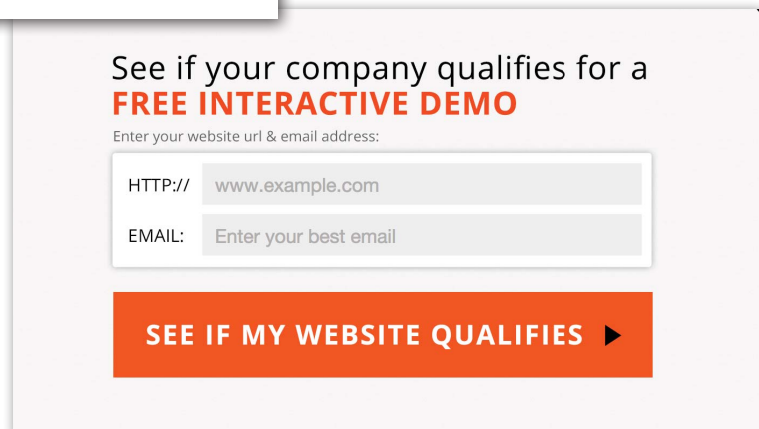 See if your company qualifies for a
FREE INTERACTIVE DEMO
Enter your website url & email address:
HTTP:// www.example.com
EMAIL: Enter your best email
SEE IF MY WEBSITE QUALIFIES